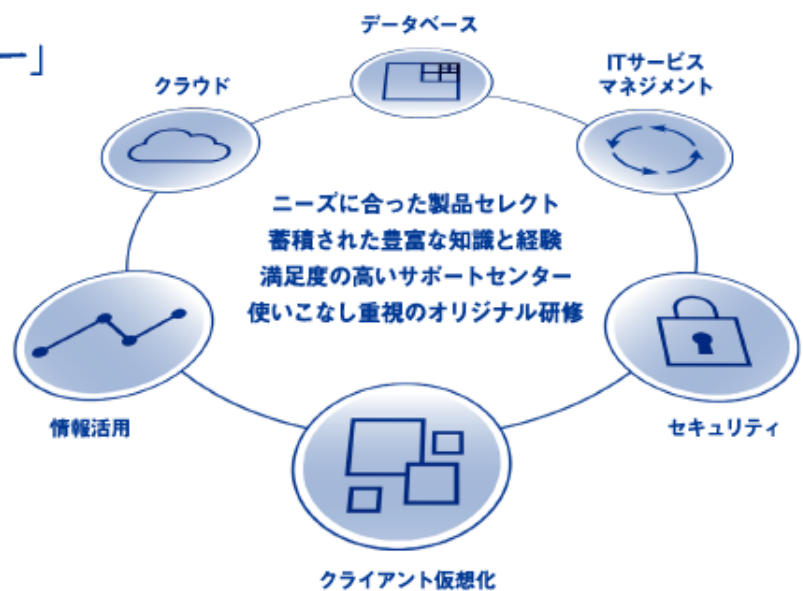 ー」
データベース
クラウド
ITサービス
マネジメント
ニーズに合った製品セレクト
蓄積された豊富な知識と経験
満足度の高いサポートセンター
使いこなし重視のオリジナル研修
情報活用
セキュリティ
クライアント仮想化